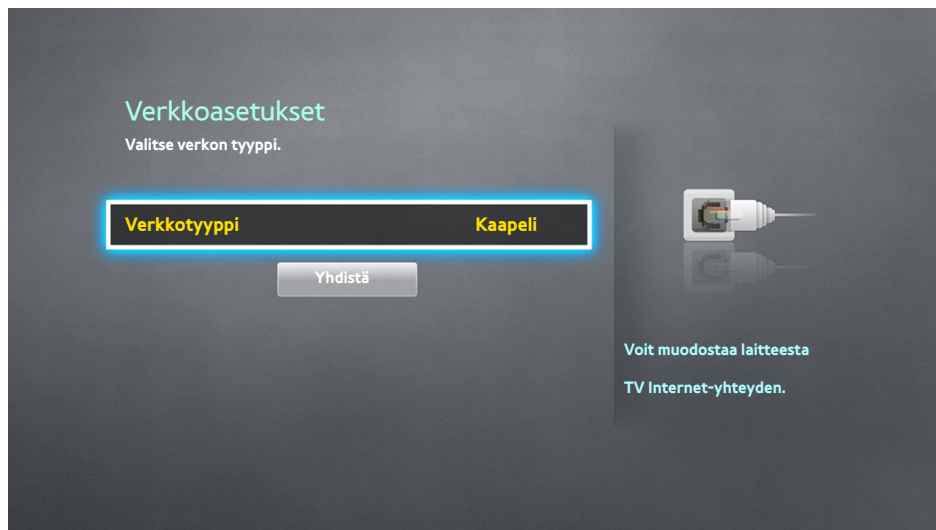 Verkkoasetukset
Valitse verkon tyyppi.
Verkkotyyppi Kaapeli
Yhdistä
Voit muodostaa laitteesta
TV Internet-yhteyden.